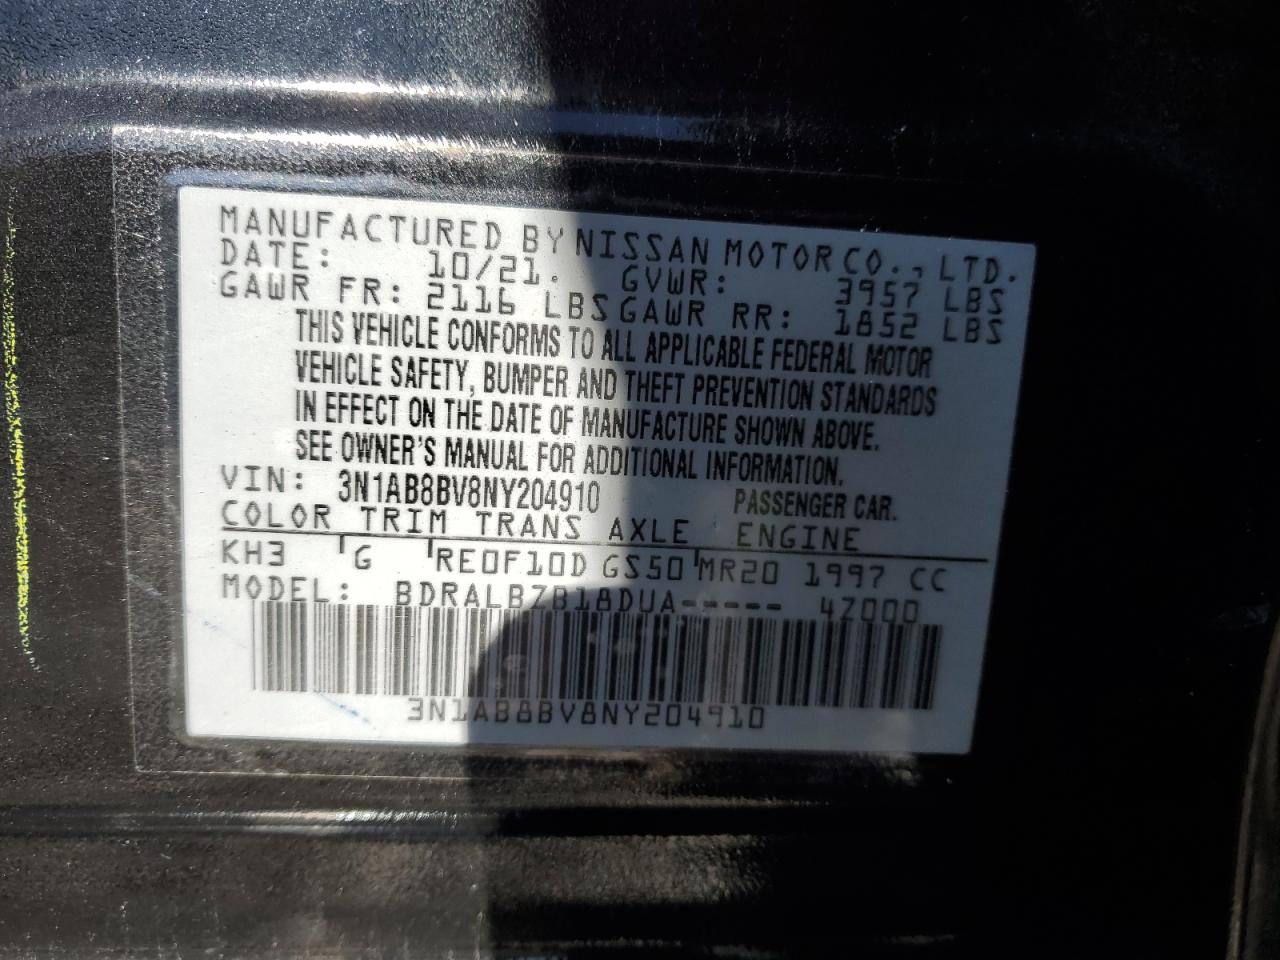 MANUFACTURED BY NISSAN MOTOR CO., LTD.
DATE: 10/21. GVWR: 3957 LBS
GAWR FR: 2116 LBS GAWR RR: 1852 LBS
THIS VEHICLE CONFORMS TO ALL APPLICABLE FEDERAL MOTOR
VEHICLE SAFETY, BUMPER AND THEFT PREVENTION STANDARDS
IN EFFECT ON THE DATE OF MANUFACTURE SHOWN ABOVE.
SEE OWNER'S MANUAL FOR ADDITIONAL INFORMATION.
VIN: 3N1AB8BV8NY204910 PASSENGER CAR.
COLOR TRIM TRANS AXLE ENGINE
KH3 G RE0F10D GS50 MR20 1997 CC
MODEL: BDRALBZB18DUA----- 4Z000
3N1AB8BV8NY204910